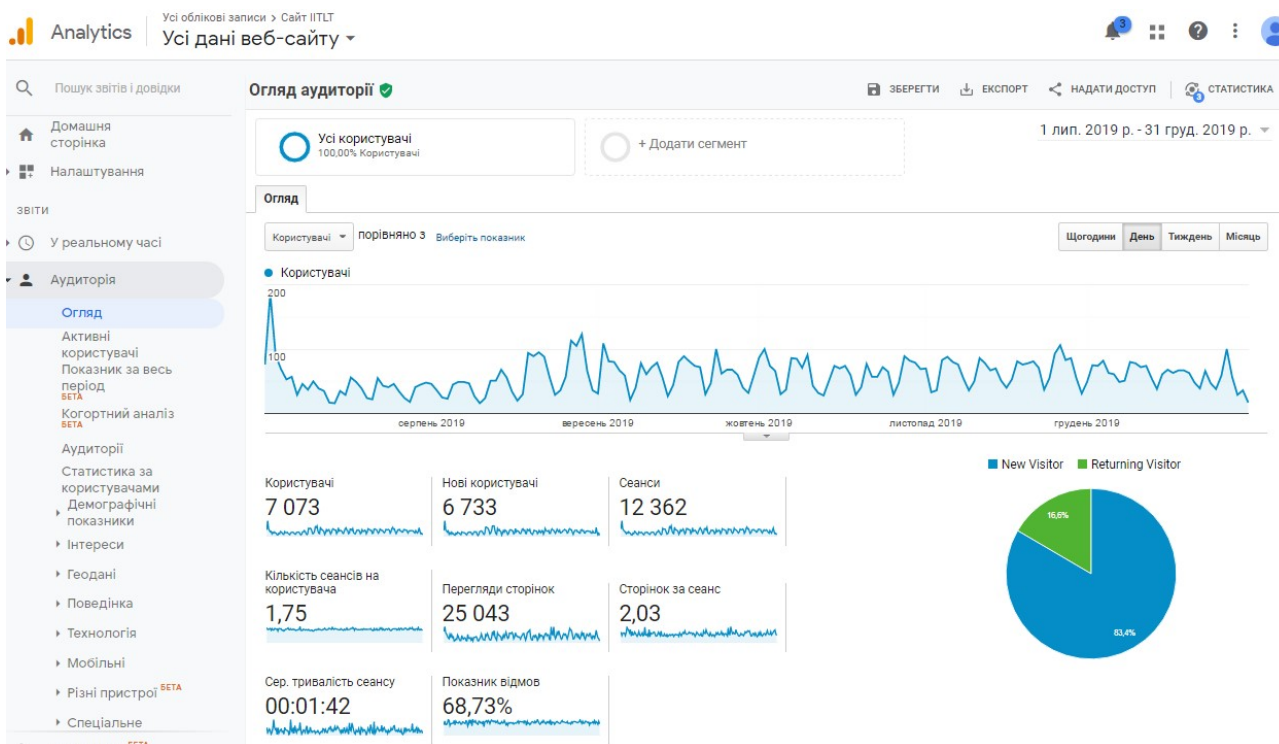 Analytics
Усі облікові записи > Сайт IITLT
Усі дані веб-сайту
3
Пошук звітів і довідки
Домашня
сторінка
Налаштування
ЗВІТИ
У реальному часі
Аудиторія
Огляд
Активні
користувачі
Показник за весь
період
БЕТА
Когортний аналіз
БЕТА
Аудиторії
Статистика за
користувачами
Демографічні
показники
Інтереси
Геодані
Поведінка
Технологія
Мобільні
Різні пристрої БЕТА
Спеціальне
Огляд аудиторії
ЗБЕРЕГТИ
ЕКСПОРТ
НАДАТИ ДОСТУП
3
СТАТИСТИКА
Усі користувачі
100,00% Користувачі
+ Додати сегмент
1 лип. 2019 р. - 31 груд. 2019 р.
Огляд
Користувачі порівняно з Виберіть показник
Щогодини День Тиждень Місяць
Користувачі
200
100
серпень 2019 вересень 2019 жовтень 2019 листопад 2019 грудень 2019
New Visitor Returning Visitor
Користувачі
7 073
Нові користувачі
6 733
Сеанси
12 362
Кількість сеансів на
користувача
1,75
Перегляди сторінок
25 043
Сторінок за сеанс
2,03
Сер. тривалість сеансу
00:01:42
Показник відмов
68,73%
16,6%
83,4%